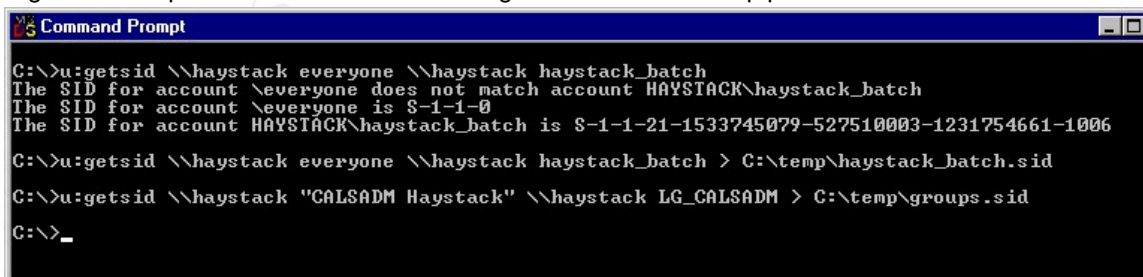 Command Prompt
C:\>u:getsid \\haystack everyone \\haystack haystack_batch
The SID for account \everyone does not match account HAYSTACK\haystack_batch
The SID for account \everyone is S-1-1-0
The SID for account HAYSTACK\haystack_batch is S-1-1-21-1533745079-527510003-1231754661-1006
C:\>u:getsid \\haystack everyone \\haystack haystack_batch > C:\temp\haystack_batch.sid
C:\>u:getsid \\haystack "CALSADM Haystack" \\haystack LG_CALSADM > C:\temp\groups.sid
C:\>_